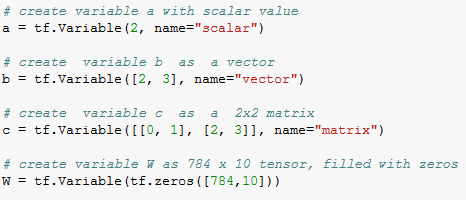 # create variable a with scalar value
a = tf.Variable(2, name="scalar")
# create  variable b  as  a vector
b = tf.Variable([2, 3], name="vector")
# create  variable c  as  a  2x2 matrix
c = tf.Variable([[0, 1], [2, 3]], name="matrix")
# create variable W as 784 x 10 tensor, filled with zeros
W = tf.Variable(tf.zeros([784,10]))